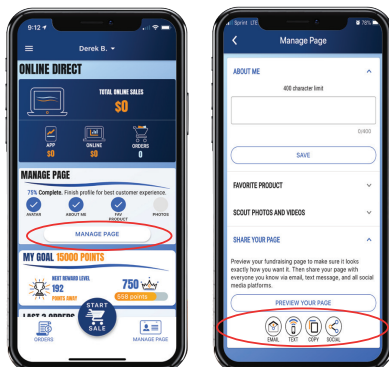 9:12
Derek B.
ONLINE DIRECT
TOTAL ONLINE SALES
$0
APP
ONLINE
ORDERS
$0
$0
0
MANAGE PAGE
75% Complete. Finish profile for best customer experience.
AVATAR
ABOUT ME
FAV
PRODUCT
PHOTOS
MANAGE PAGE
MY GOAL 15000 POINTS
NEXT REWARD LEVEL
192
POINTS AWAY
750
558 points
LAST 3 ORDERS
START
SALE
ORDERS
MANAGE PAGE
Sprint LTE
78%
Manage Page
ABOUT ME
400 character limit
0/400
SAVE
FAVORITE PRODUCT
SCOUT PHOTOS AND VIDEOS
SHARE YOUR PAGE
Preview your fundraising page to make sure it looks
exactly how you want it. Then share your page with
everyone you know via email, text message, and all social
media platforms.
PREVIEW YOUR PAGE
EMAIL
TEXT
COPY
SOCIAL